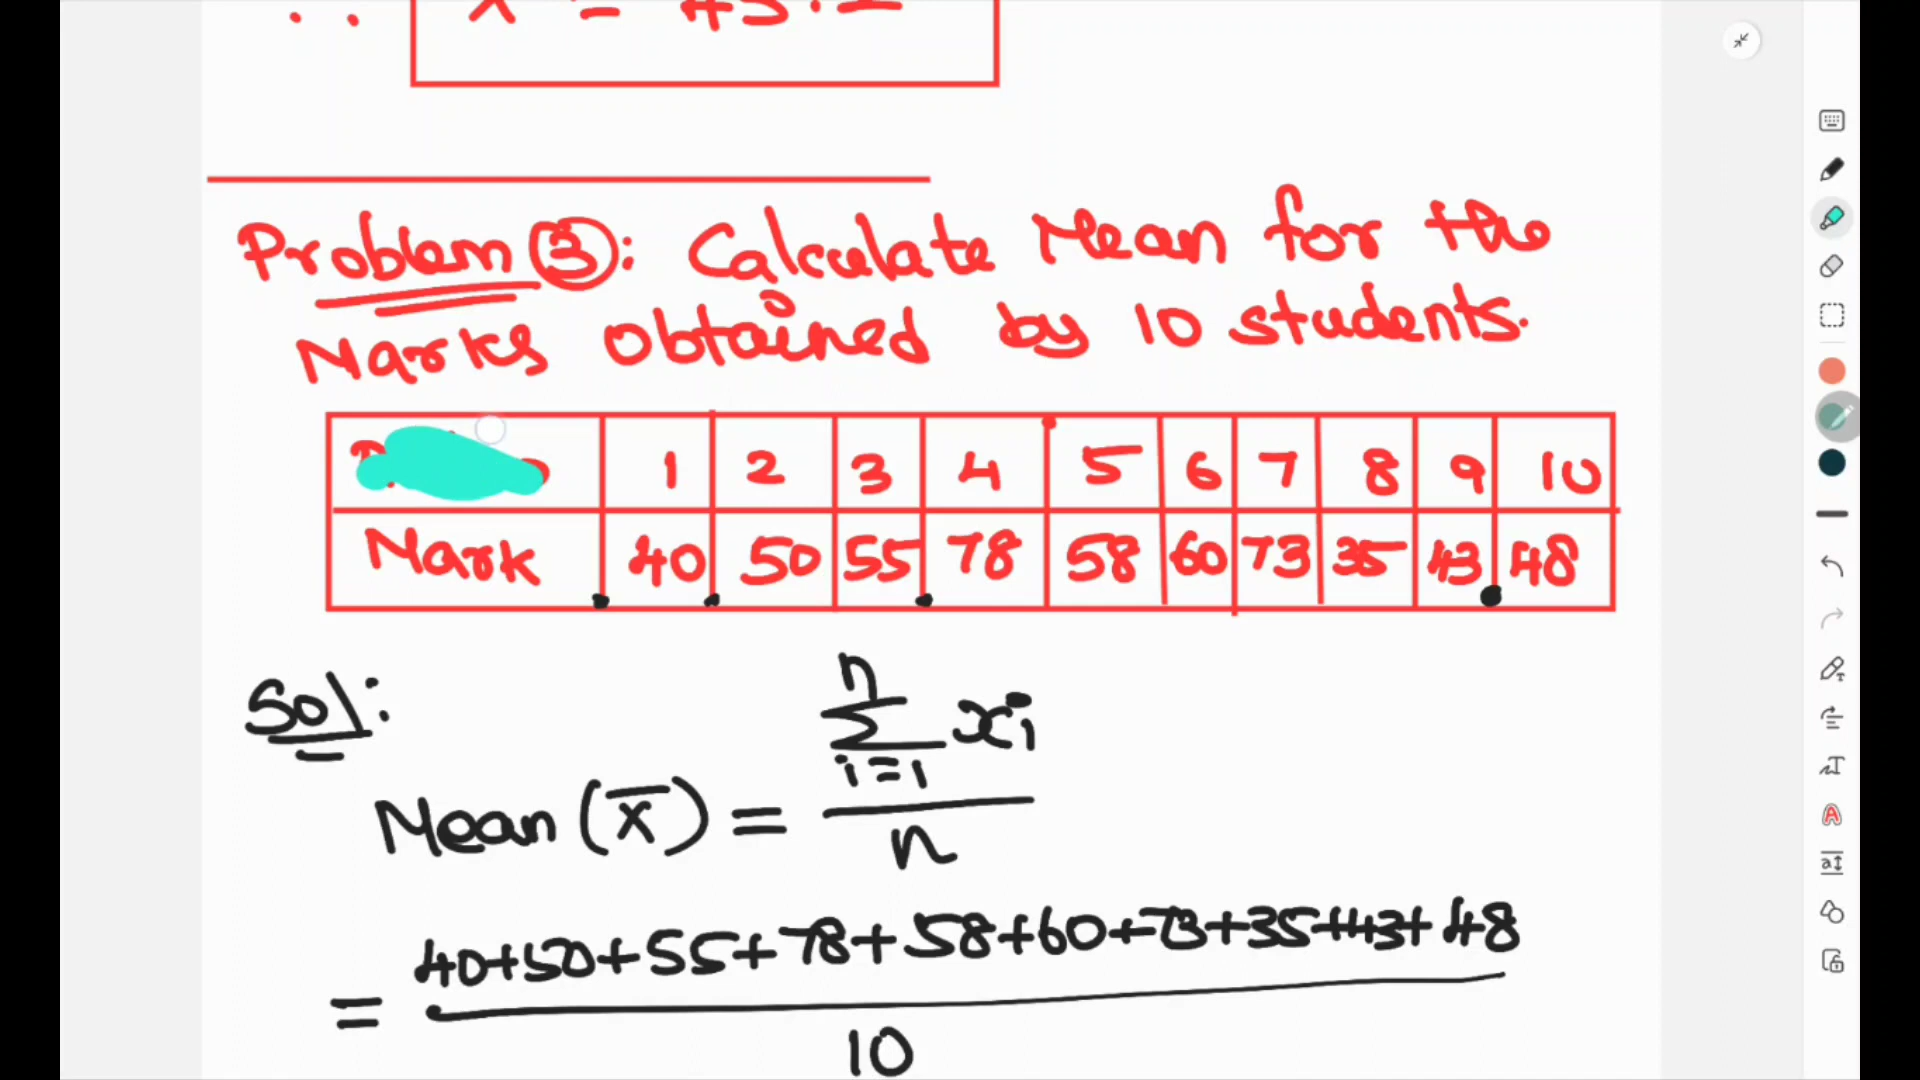 Problem ③: Calculate Mean for the
Marks obtained by 10 students.
1 2 3 4 5 6 7 8 9 10
Mark 40 50 55 78 58 60 73 35 43 48
Sol:
n
∑ xi
i=1
Mean (x̄) =
n
40+50+55+78+58+60+73+35+43+48
=
10